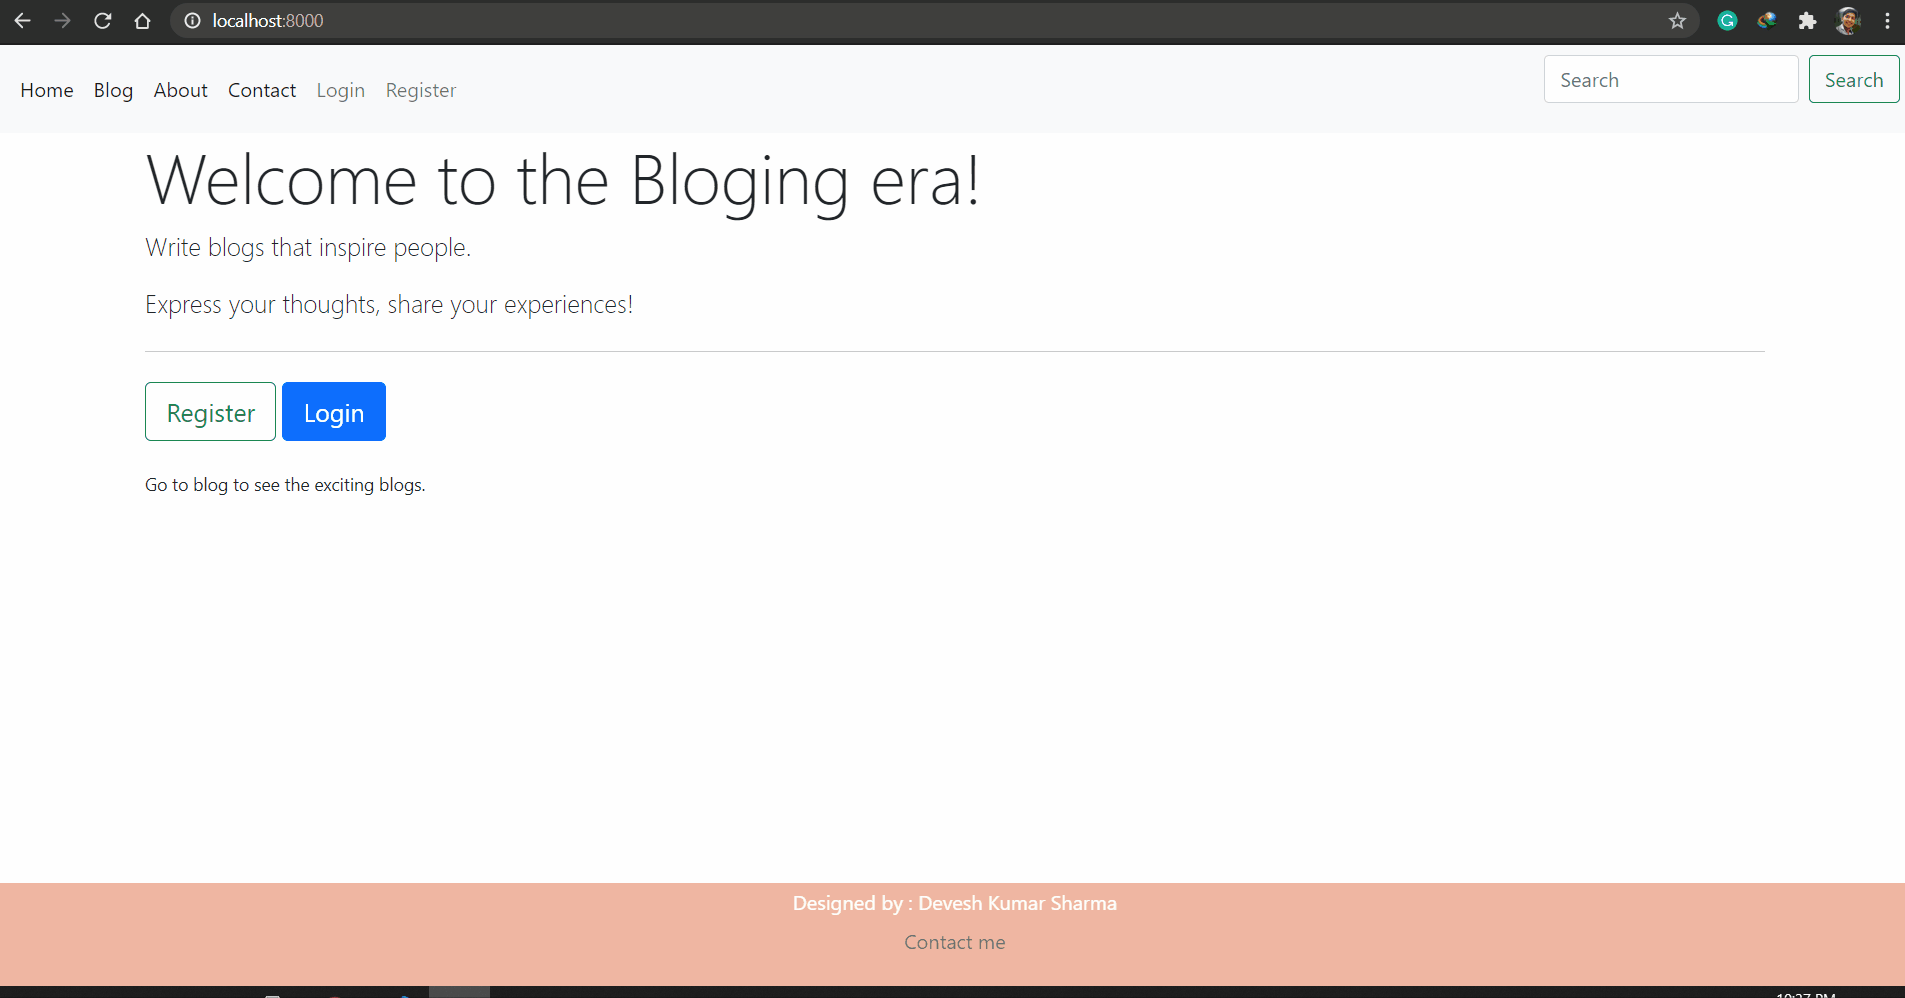 localhost:8000
Home Blog About Contact Login Register Search Search
Welcome to the Bloging era!
Write blogs that inspire people.
Express your thoughts, share your experiences!
Register Login
Go to blog to see the exciting blogs.
Designed by : Devesh Kumar Sharma
Contact me